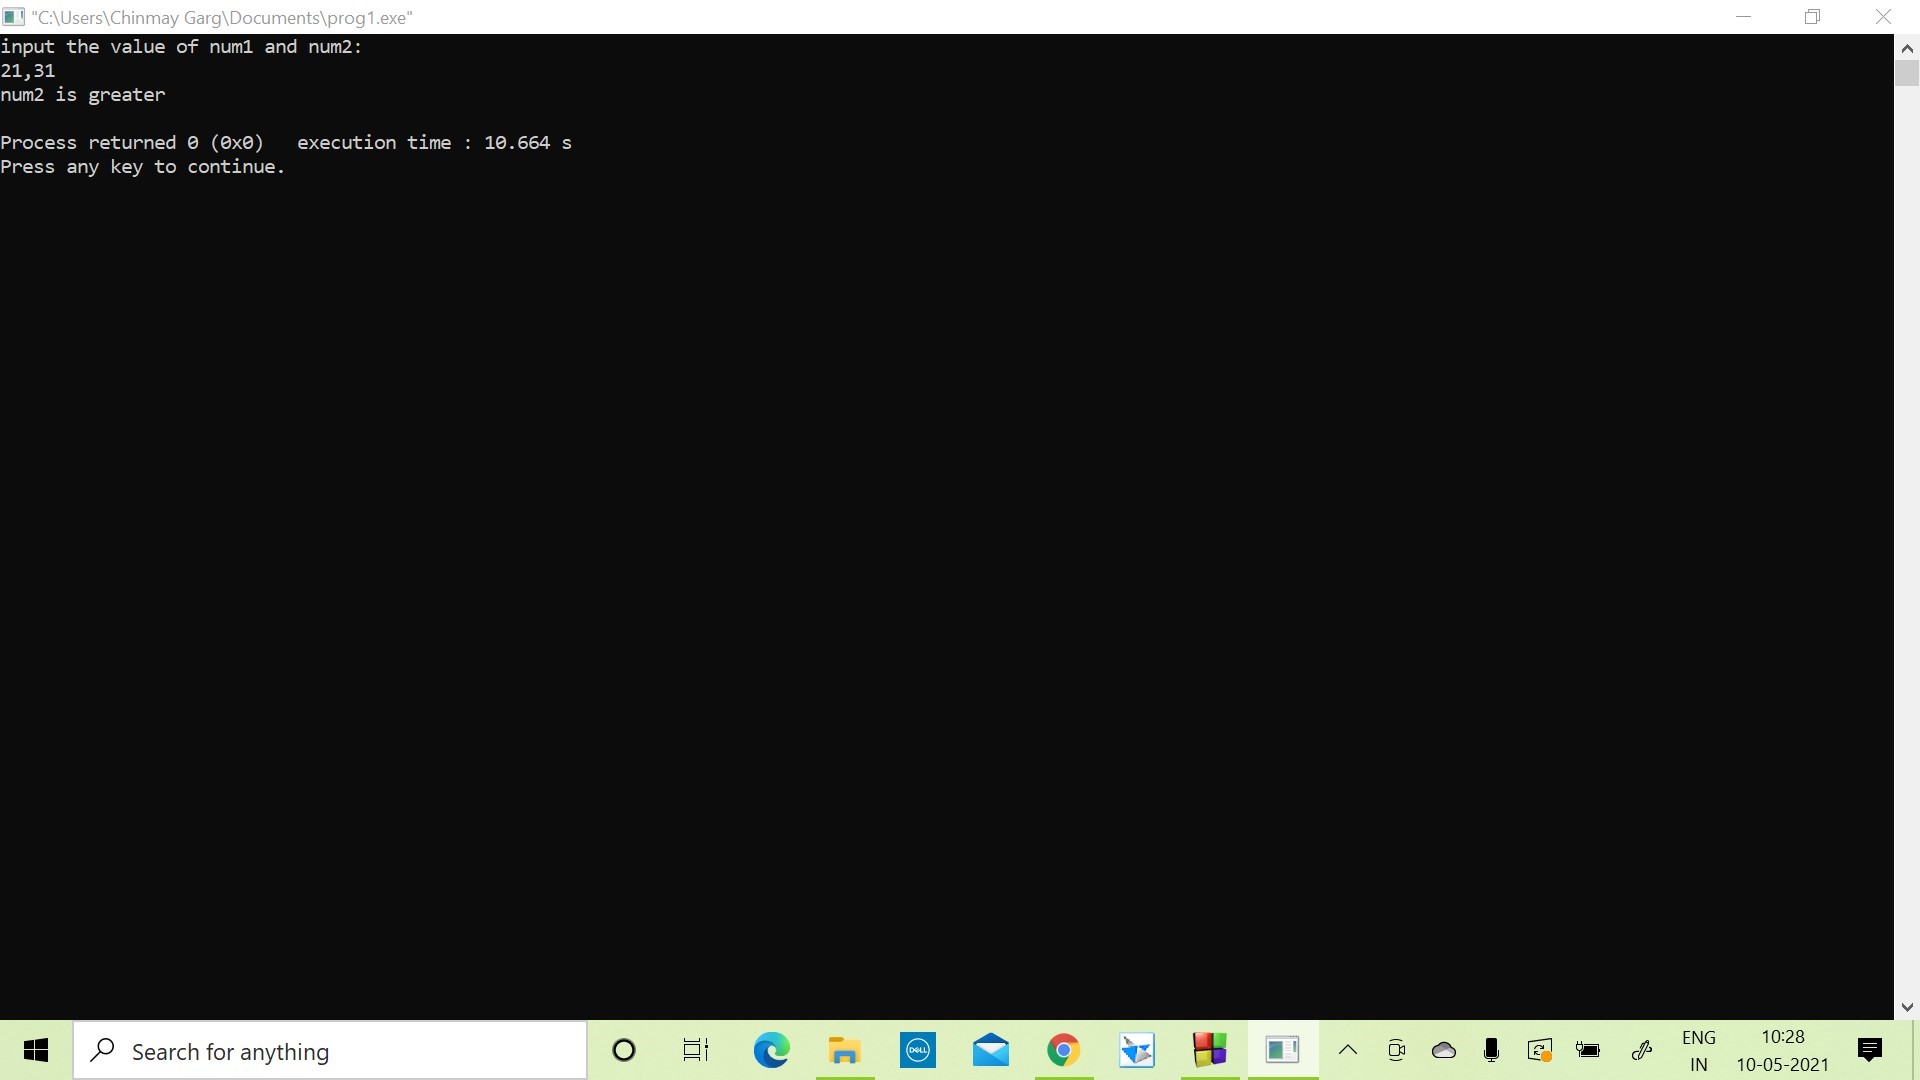 "C:\Users\Chinmay Garg\Documents\prog1.exe"
input the value of num1 and num2:
21,31
num2 is greater
Process returned 0 (0x0)   execution time : 10.664 s
Press any key to continue.
Search for anything
DELL
ENG
IN
10:28
10-05-2021